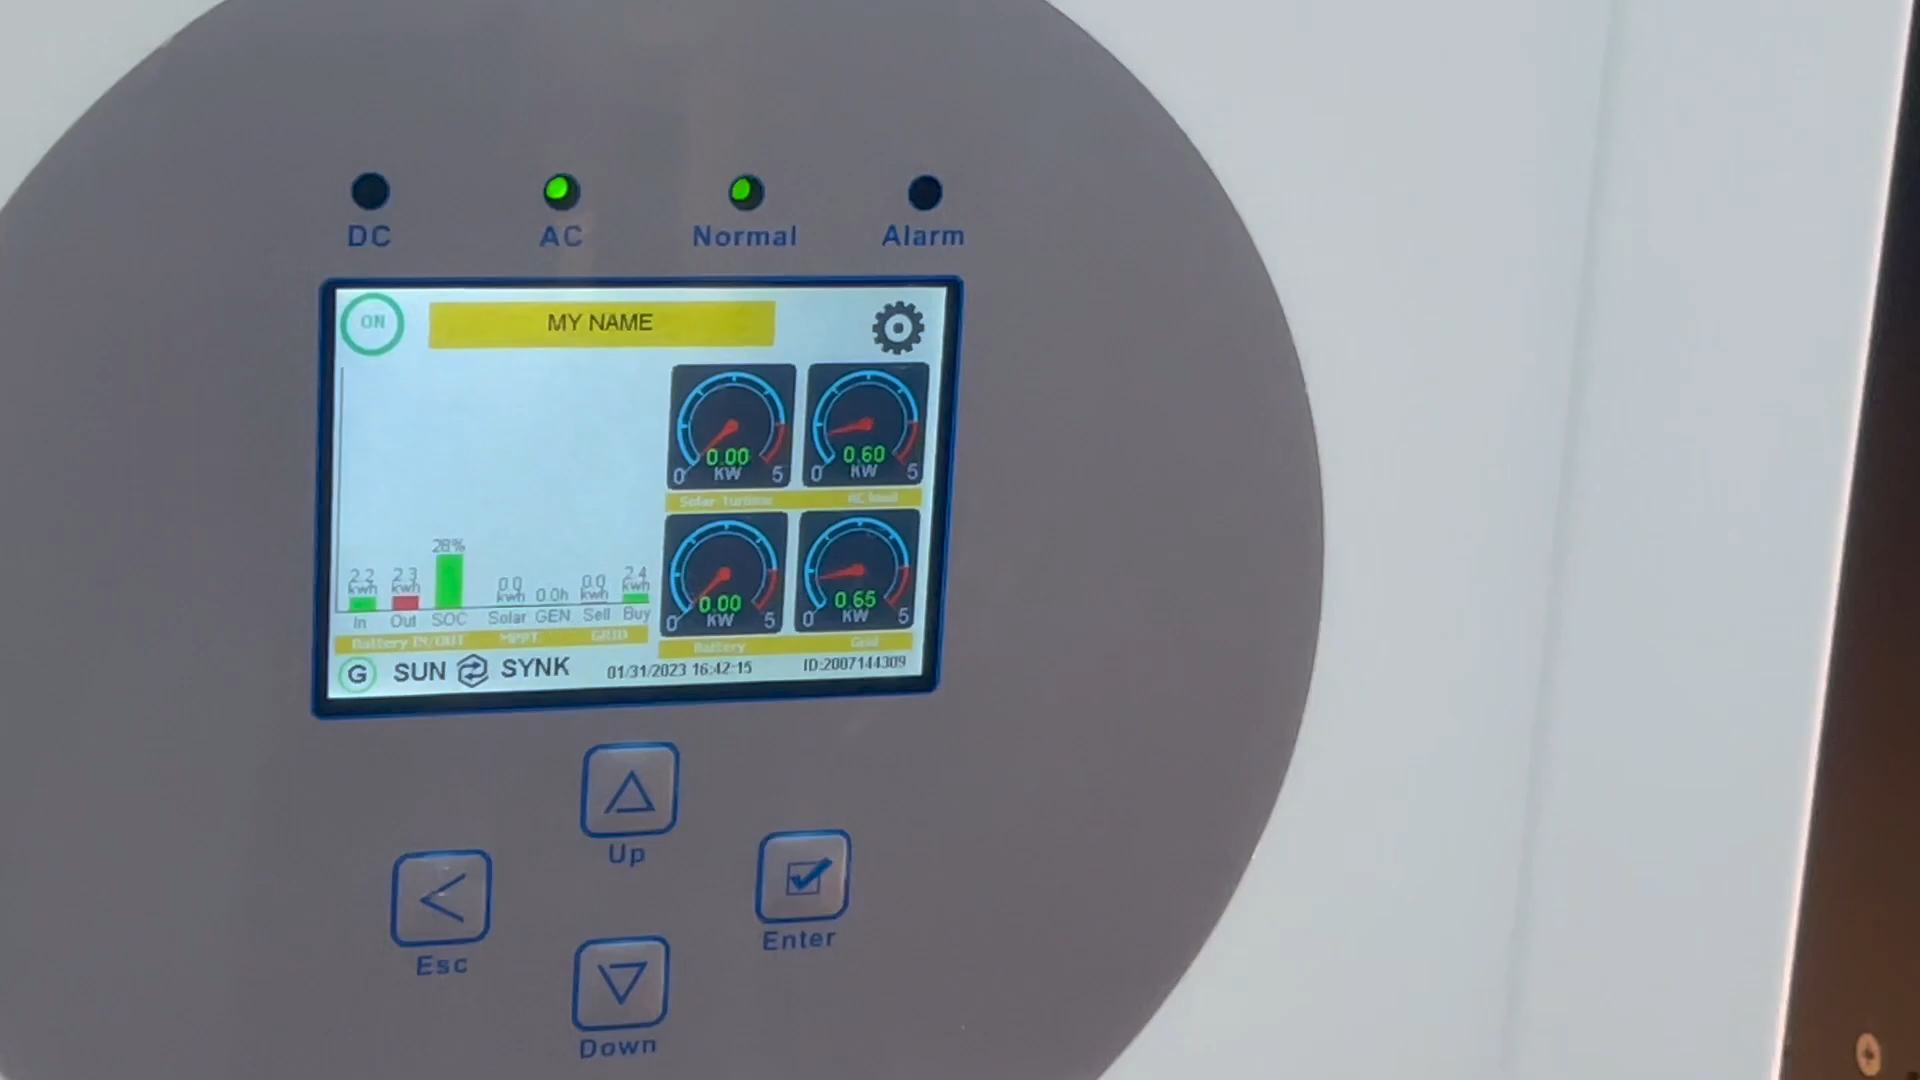 DC AC Normal Alarm
ON MY NAME
0.00 KW 0 5
0.60 KW 0 5
Solar Turbine AC load
0.00 KW 0 5
0.65 KW 0 5
Battery Grid
28%
2.2 kwh 2.3 kwh 0.0 kwh 0.0h 0.0 kwh 2.4 kwh
In Out SOC Solar GEN Sell Buy
Battery IN/OUT MPPT GRID
G SUN SYNK 01/31/2023 16:42:15 ID:2007144309
Up
Esc
Enter
Down